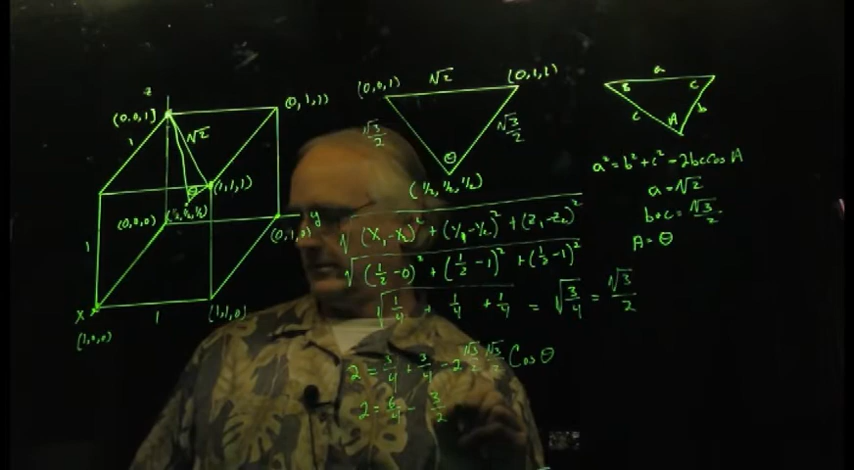 z
(0,0,1)
(0,1,1)
1
√2
θ
(1,1,1)
(½,½,½)
(0,0,0)
y
(0,1,0)
1
X
(1,0,0)
1
(1,1,0)
(0,0,1)
√2
(0,1,1)
√3/2
√3/2
θ
(½,½,½)
a
B
C
c
b
A
a² = b² + c² - 2bc cos A
a = √2
b + c = √3/2
A = θ
√(X₁-X₂)² + (Y₁-Y₂)² + (Z₁-Z₂)²
√(½-0)² + (½-1)² + (½-1)²
√¼ + ¼ + ¼ = √¾ = √3/2
2 = ¾ + ¾ - 2 √3/2 √3/2 Cos θ
2 = 6/4 - 3/2